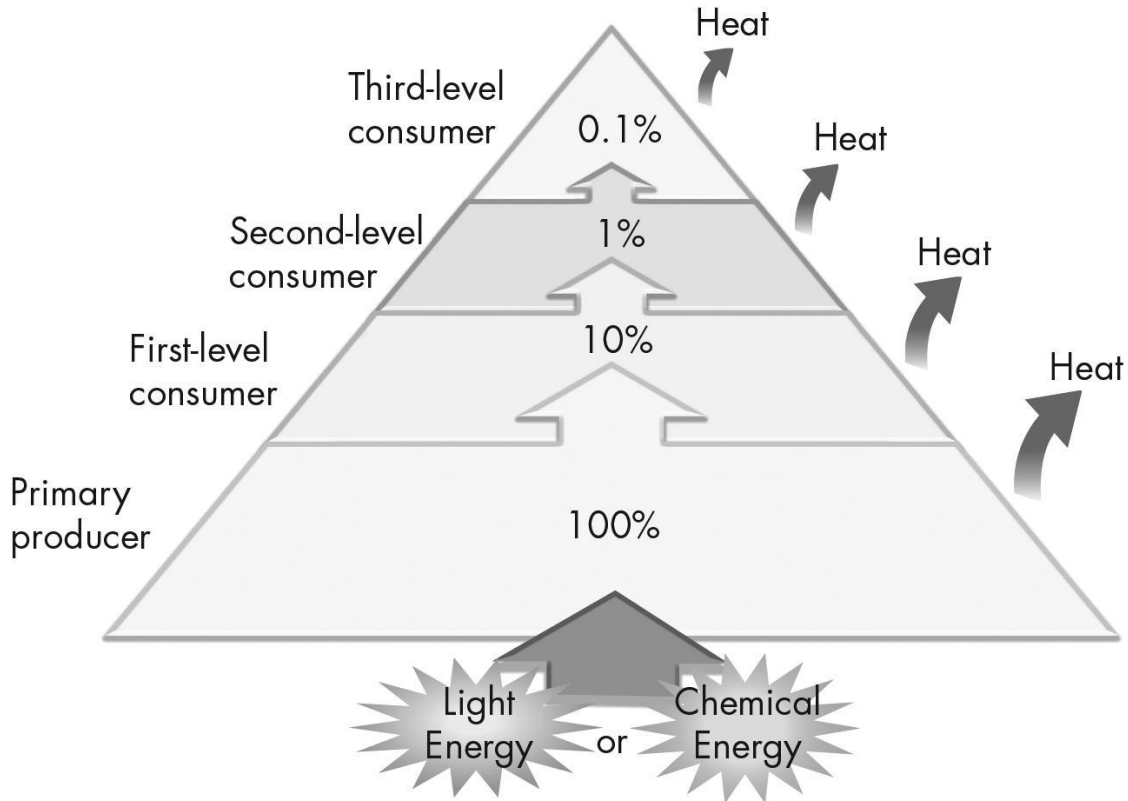 Heat
Third-level
consumer
0.1%
Heat
Second-level
consumer
1%
Heat
First-level
consumer
10%
Heat
Primary
producer
100%
Light
Energy
or
Chemical
Energy